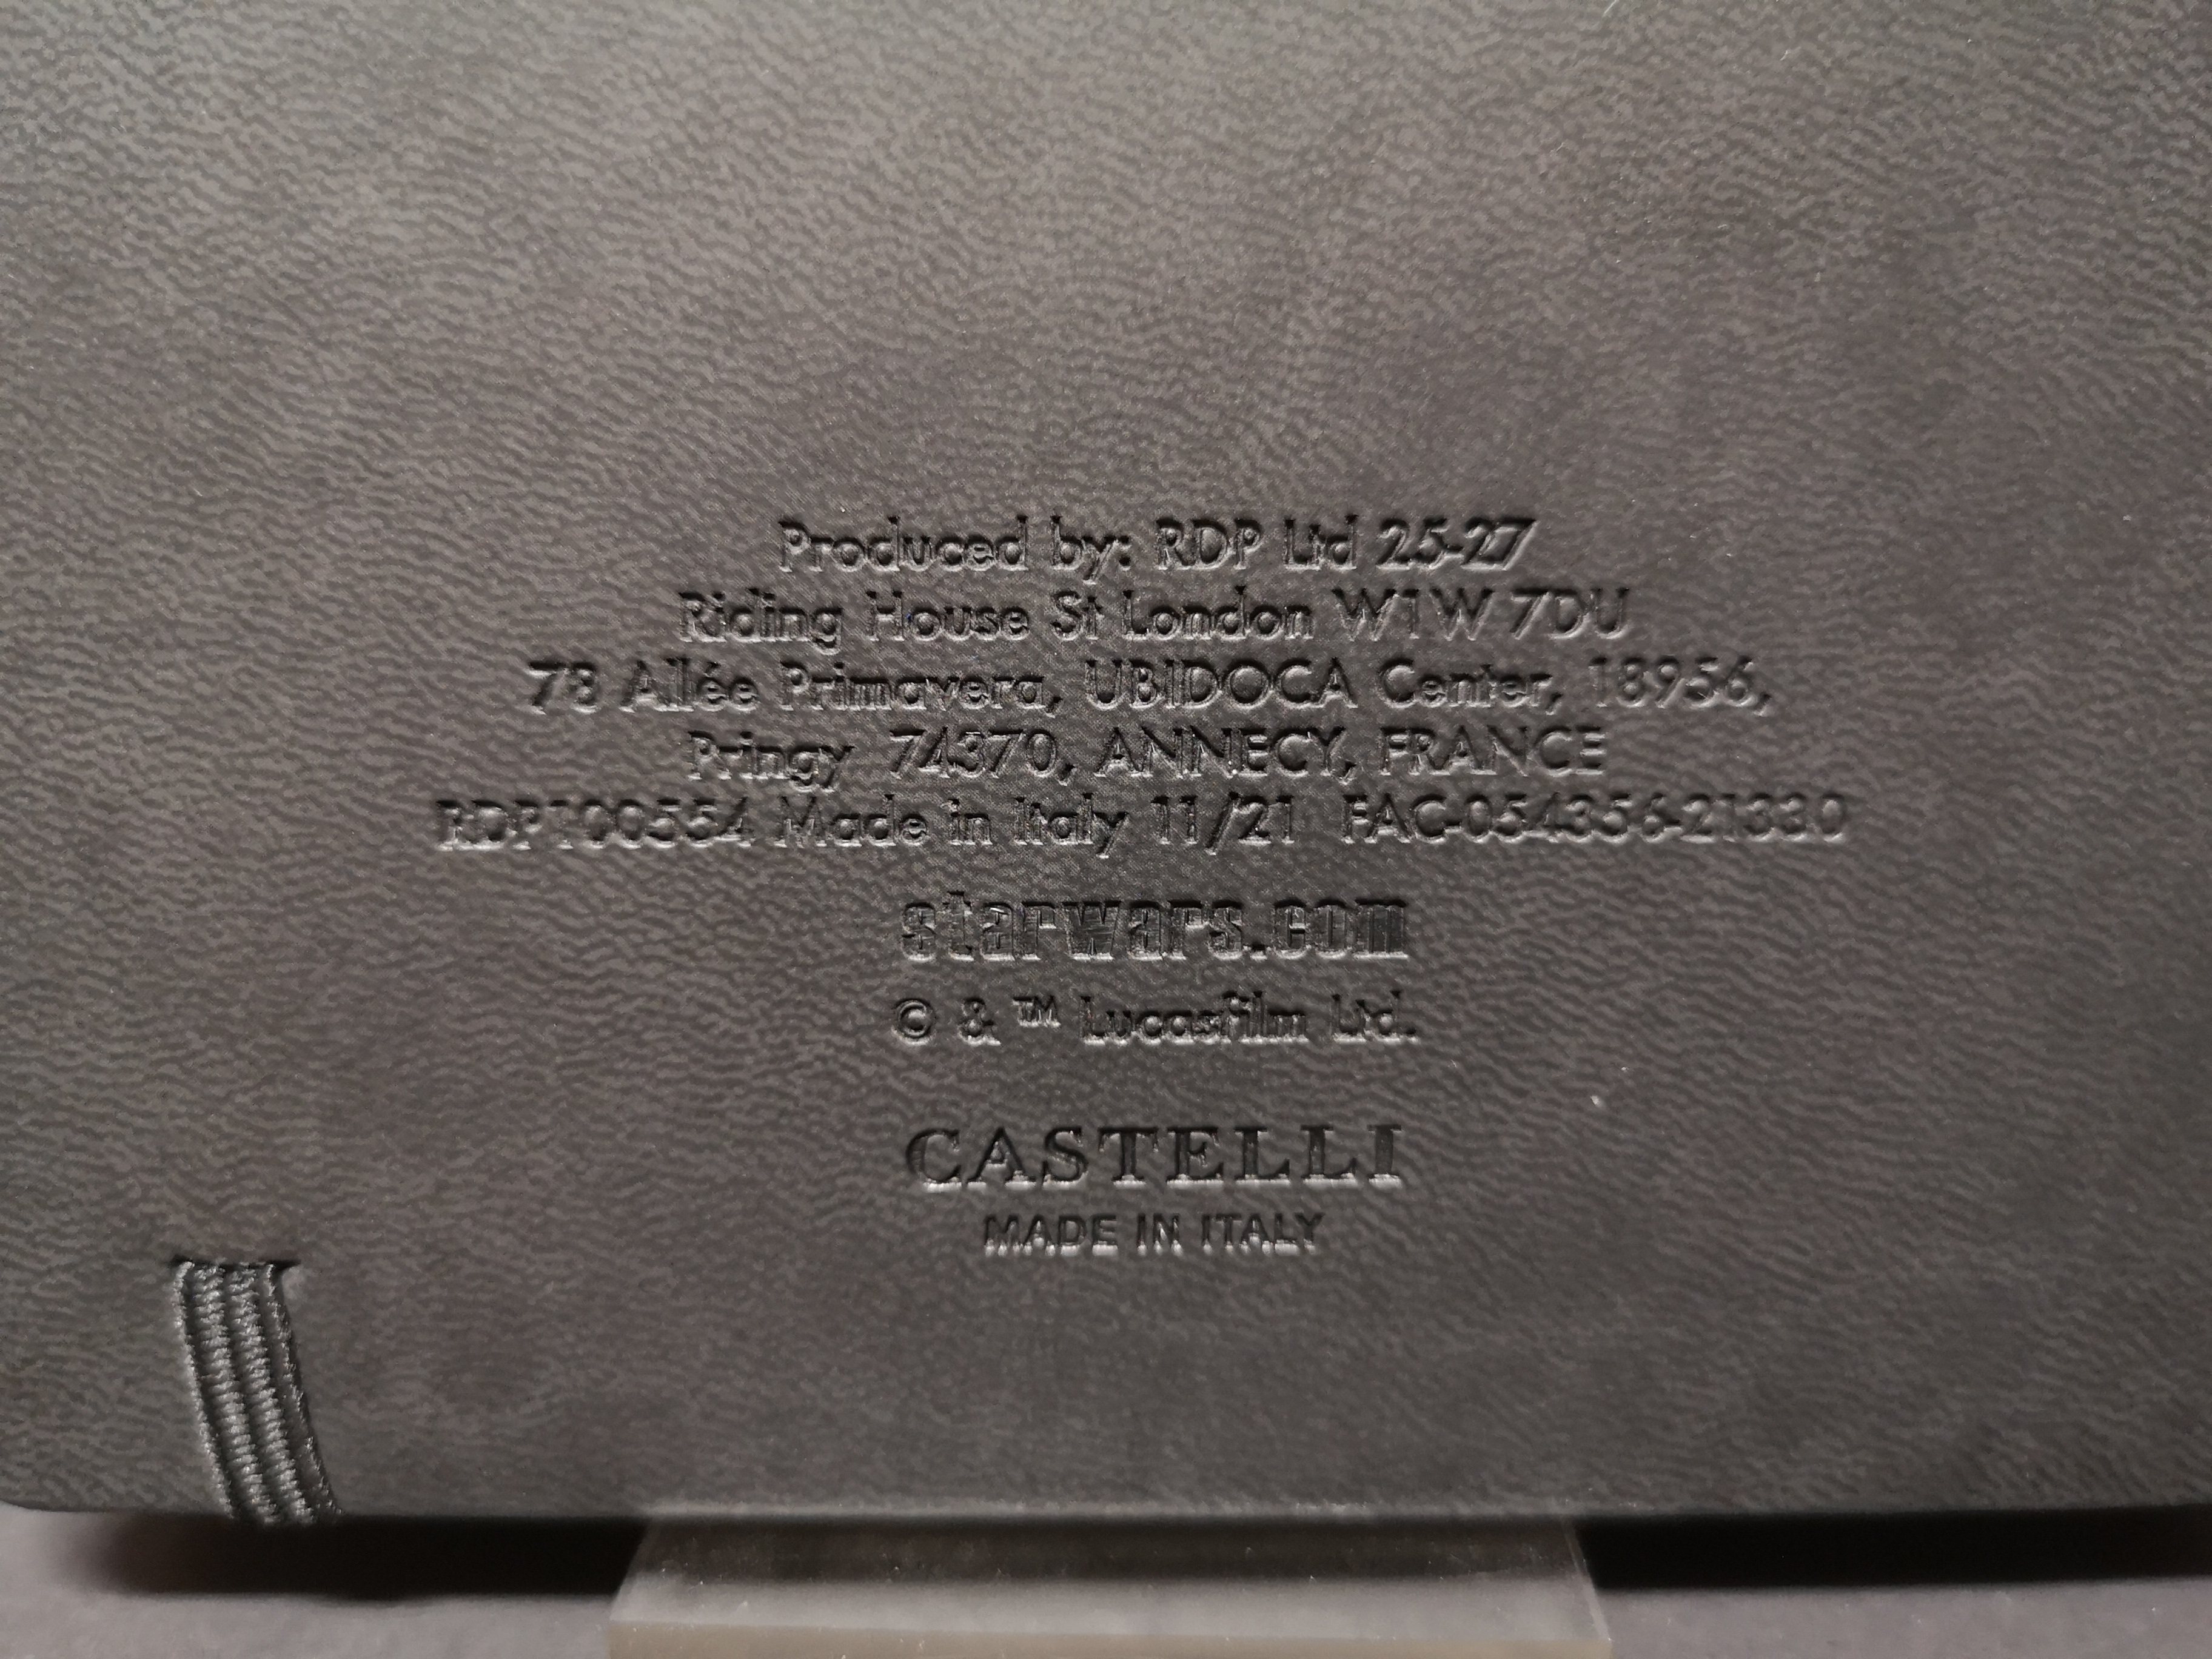 Produced by: RDP Ltd 25-27
Riding House St London W1W 7DU
78 Allée Primavera, UBIDOCA Center, 18956,
Pringy 74370, ANNECY, FRANCE
RDP100554 Made in Italy 11/21 FAC-054356-21330
starwars.com
© & ™ Lucasfilm Ltd.
CASTELLI
MADE IN ITALY